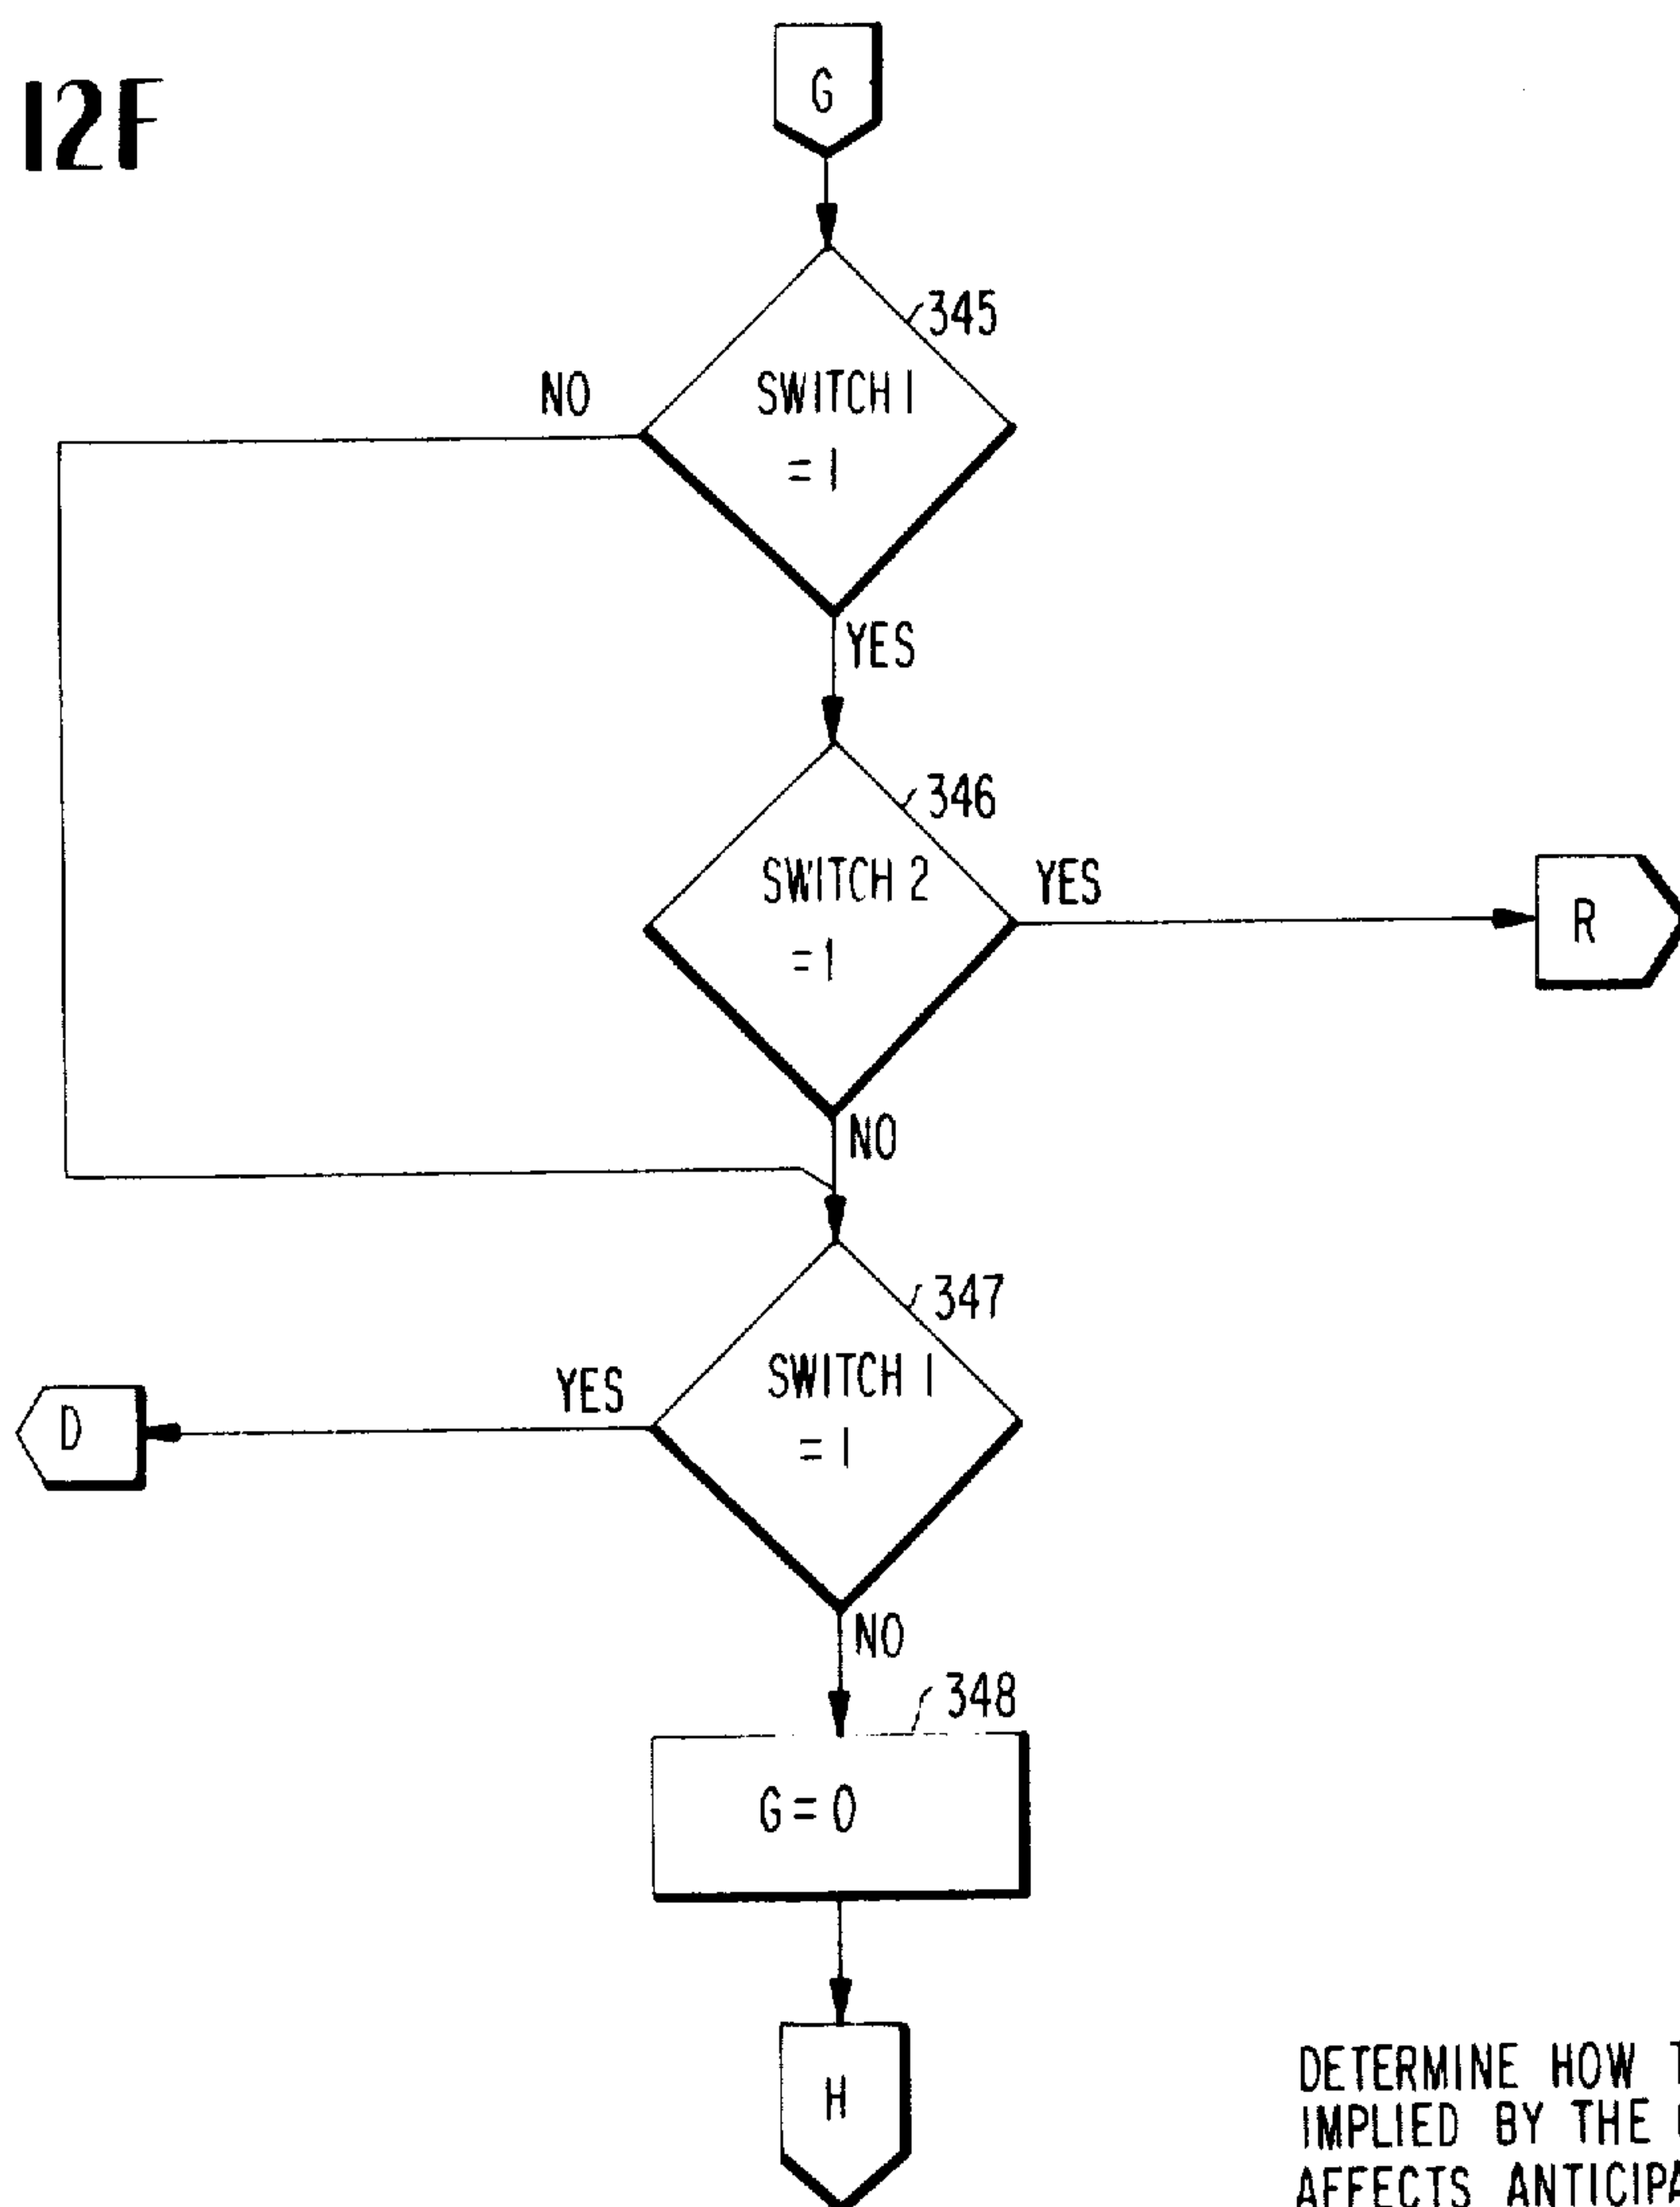 12F
G
345
NO
SWITCH 1
= 1
YES
346
SWITCH 2
= 1
YES
R
NO
347
SWITCH 1
= 1
YES
D
NO
348
G = 0
H
DETERMINE HOW
IMPLIED BY THE
AFFECTS